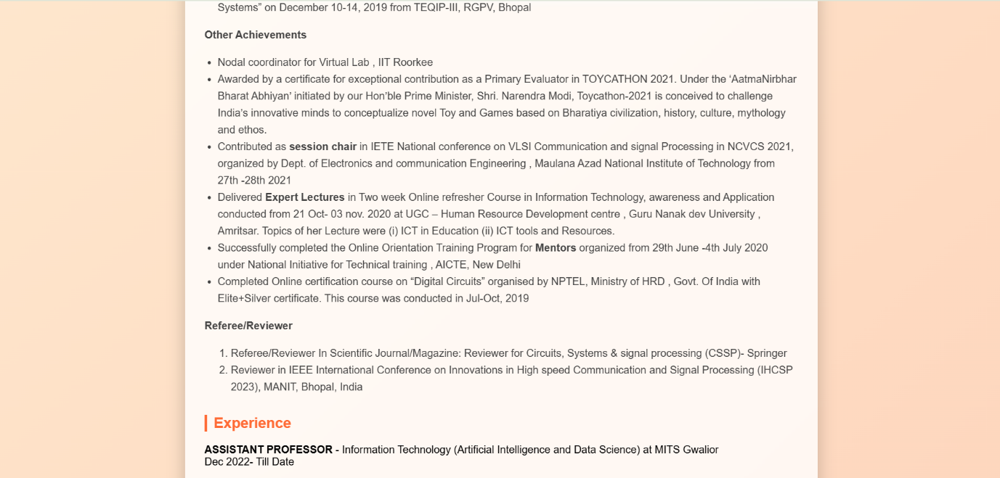 Systems” on December 10-14, 2019 from TEQIP-III, RGPV, Bhopal
Other Achievements
• Nodal coordinator for Virtual Lab , IIT Roorkee
• Awarded by a certificate for exceptional contribution as a Primary Evaluator in TOYCATHON 2021. Under the ‘AatmaNirbhar
Bharat Abhiyan’ initiated by our Hon’ble Prime Minister, Shri. Narendra Modi, Toycathon-2021 is conceived to challenge
India’s innovative minds to conceptualize novel Toy and Games based on Bharatiya civilization, history, culture, mythology
and ethos.
• Contributed as session chair in IETE National conference on VLSI Communication and signal Processing in NCVCS 2021,
organized by Dept. of Electronics and communication Engineering , Maulana Azad National Institute of Technology from
27th -28th 2021
• Delivered Expert Lectures in Two week Online refresher Course in Information Technology, awareness and Application
conducted from 21 Oct- 03 nov. 2020 at UGC – Human Resource Development centre , Guru Nanak dev University ,
Amritsar. Topics of her Lecture were (i) ICT in Education (ii) ICT tools and Resources.
• Successfully completed the Online Orientation Training Program for Mentors organized from 29th June -4th July 2020
under National Initiative for Technical training , AICTE, New Delhi
• Completed Online certification course on “Digital Circuits” organised by NPTEL, Ministry of HRD , Govt. Of India with
Elite+Silver certificate. This course was conducted in Jul-Oct, 2019
Referee/Reviewer
1. Referee/Reviewer In Scientific Journal/Magazine: Reviewer for Circuits, Systems & signal processing (CSSP)- Springer
2. Reviewer in IEEE International Conference on Innovations in High speed Communication and Signal Processing (IHCSP
2023), MANIT, Bhopal, India
Experience
ASSISTANT PROFESSOR - Information Technology (Artificial Intelligence and Data Science) at MITS Gwalior
Dec 2022- Till Date